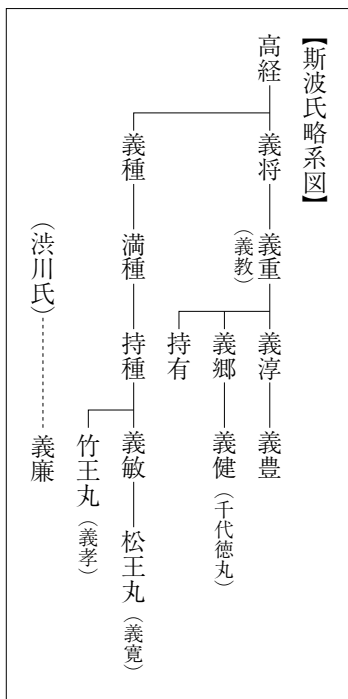 【斯波氏略系図】
高経
義将
義重
(義教)
義淳
義豊
義郷
義健(千代徳丸)
持有
義種
満種
持種
義敏
松王丸(義寛)
竹王丸(義孝)
(渋川氏)
義廉